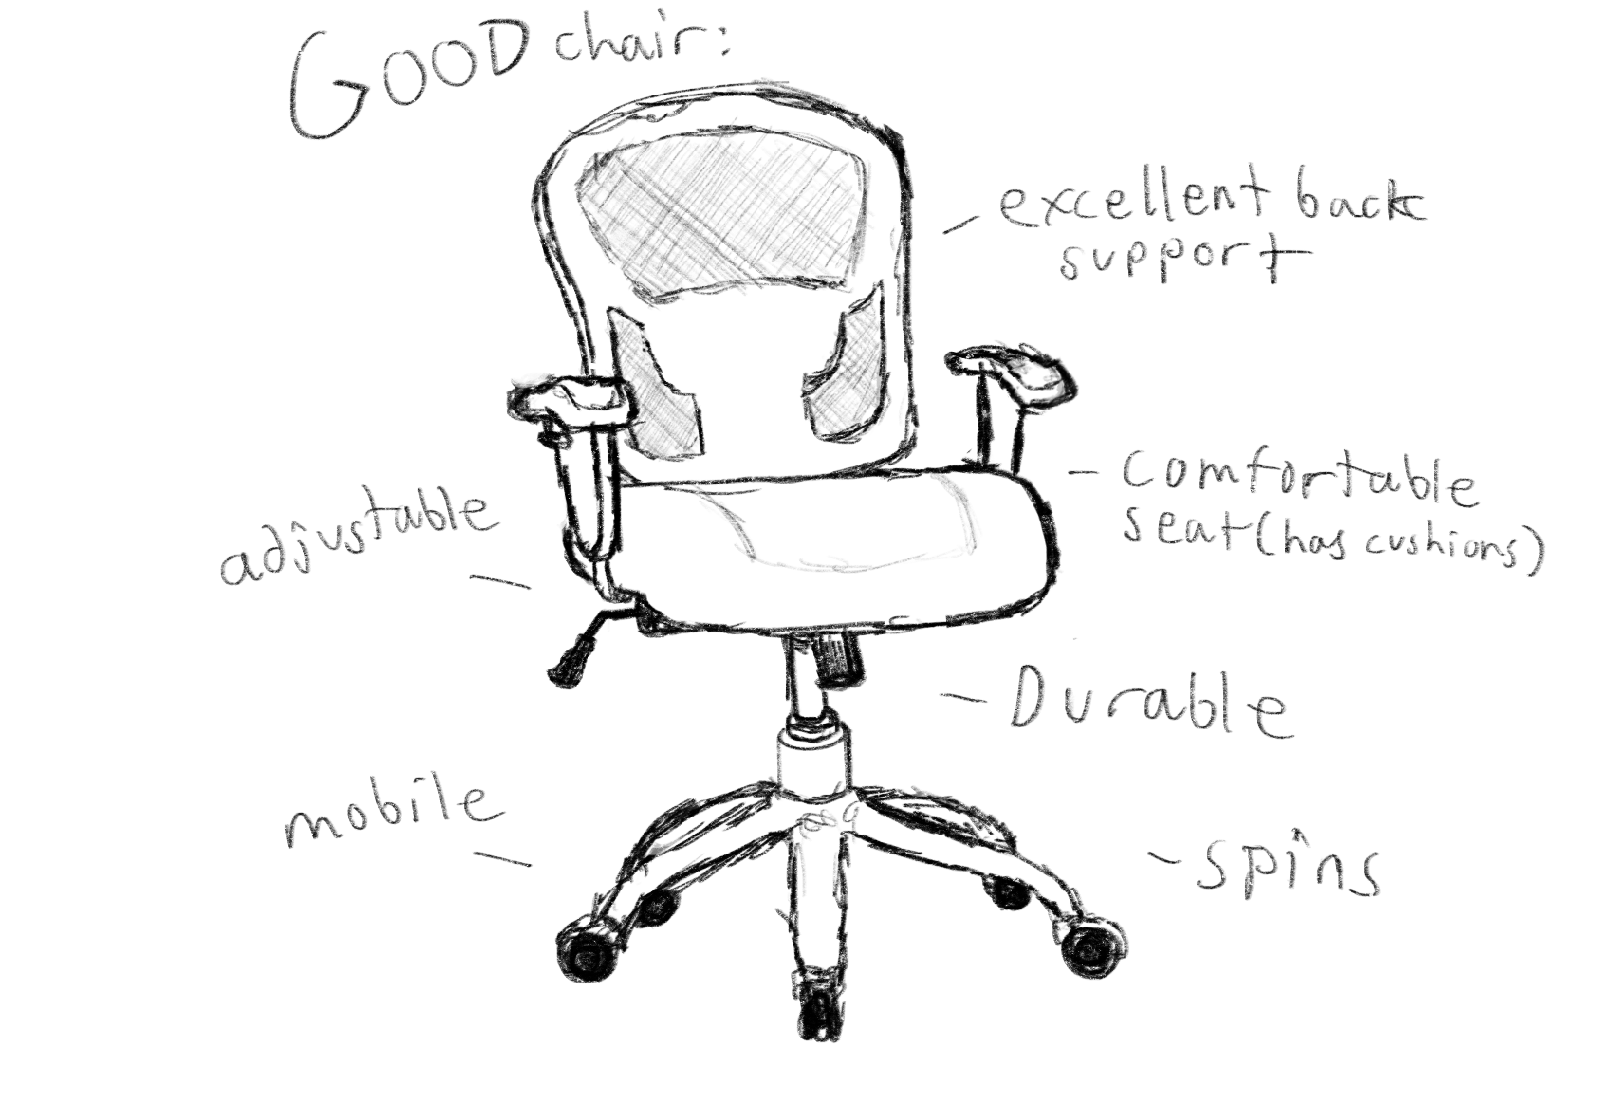 GOOD chair:
excellent back
support
adjustable
comfortable
seat (has cushions)
Durable
mobile
spins